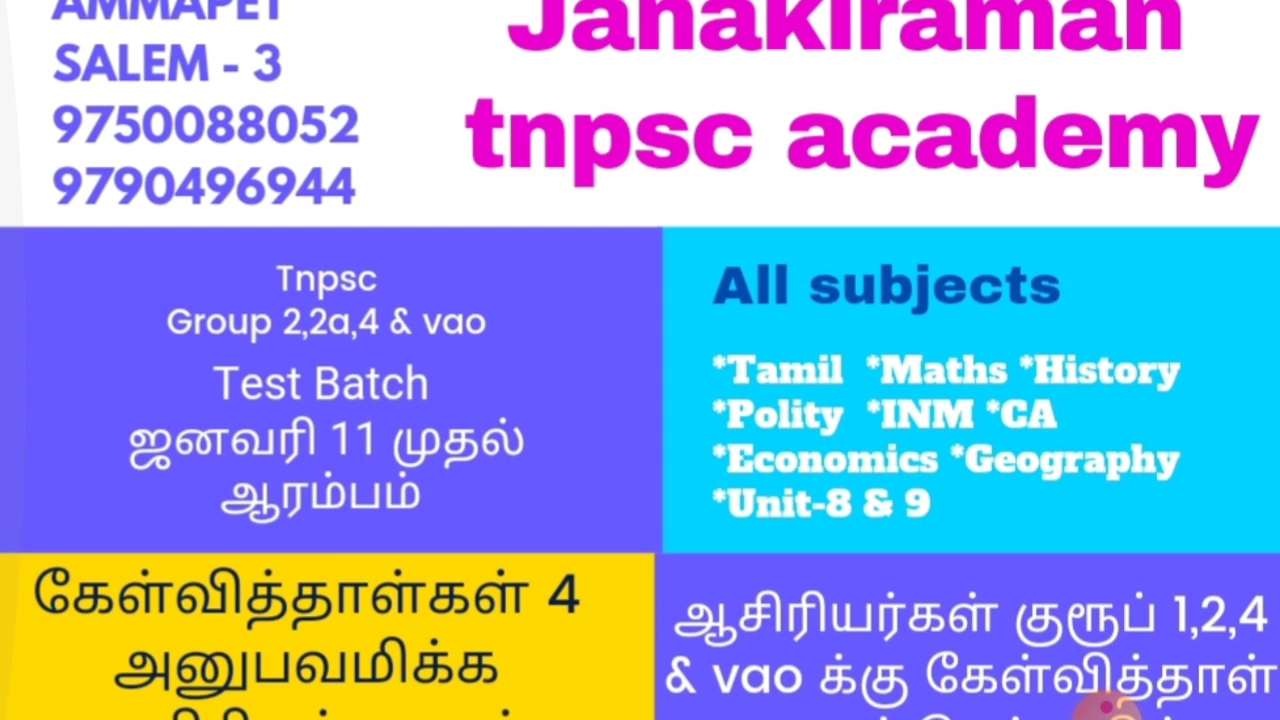 AMMAPET
SALEM - 3
9750088052
9790496944
Janakiraman
tnpsc academy
Tnpsc
Group 2,2a,4 & vao
Test Batch
ஜனவரி 11 முதல்
ஆரம்பம்
All subjects
*Tamil *Maths *History
*Polity *INM *CA
*Economics *Geography
*Unit-8 & 9
கேள்வித்தாள்கள் 4
அனுபவமிக்க
ஆசிரியர்கள் குரூப் 1,2,4
& vao க்கு கேள்வித்தாள்